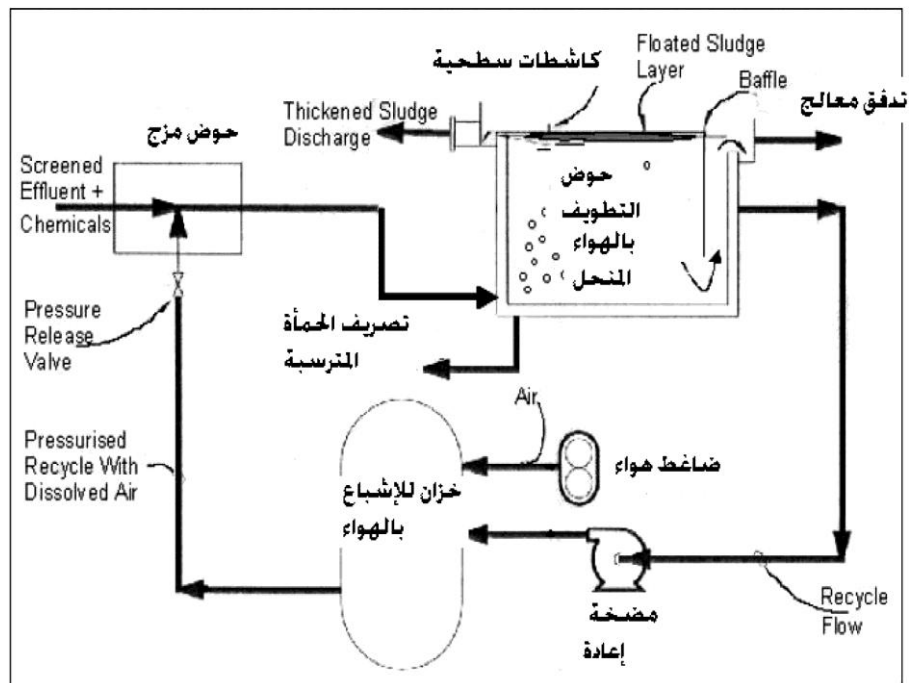 كاشطات سطحية
Floated Sludge
Layer
Baffle
تدفق معالج
Thickened Sludge
Discharge
حوض مزج
Screened
Effluent +
Chemicals
حوض
التطويف
بالهواء
المنحل
Pressure
Release
Valve
تصريف الحمأة
المترسبة
Air
Pressurised
Recycle With
Dissolved Air
ضاغط هواء
خزان للإشباع
بالهواء
مضخة
إعادة
Recycle
Flow